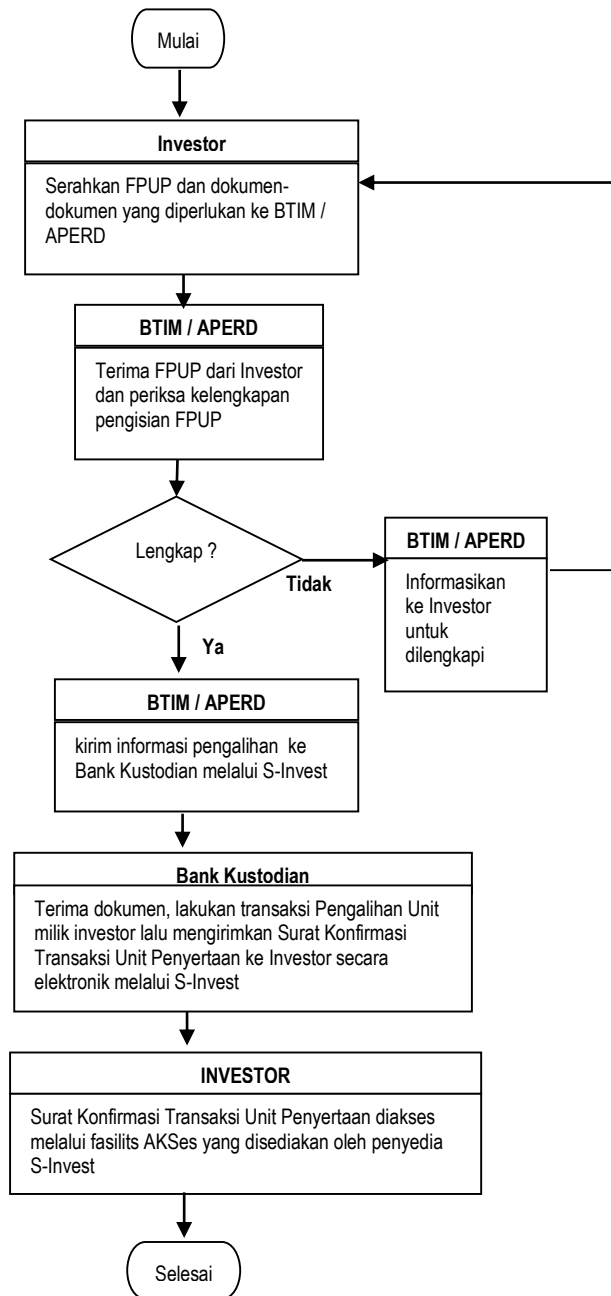 Mulai
Investor
Serahkan FPUP dan dokumen-
dokumen yang diperlukan ke BTIM /
APERD
BTIM / APERD
Terima FPUP dari Investor
dan periksa kelengkapan
pengisian FPUP
Lengkap ?
Tidak
BTIM / APERD
Informasikan
ke Investor
untuk
dilengkapi
Ya
BTIM / APERD
kirim informasi pengalihan ke
Bank Kustodian melalui S-Invest
Bank Kustodian
Terima dokumen, lakukan transaksi Pengalihan Unit
milik investor lalu mengirimkan Surat Konfirmasi
Transaksi Unit Penyertaan ke Investor secara
elektronik melalui S-Invest
INVESTOR
Surat Konfirmasi Transaksi Unit Penyertaan diakses
melalui fasilits AKSes yang disediakan oleh penyedia
S-Invest
Selesai